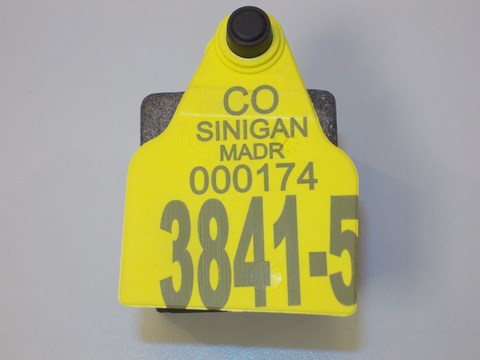 CO
SINIGAN
MADR
000174
3841-5